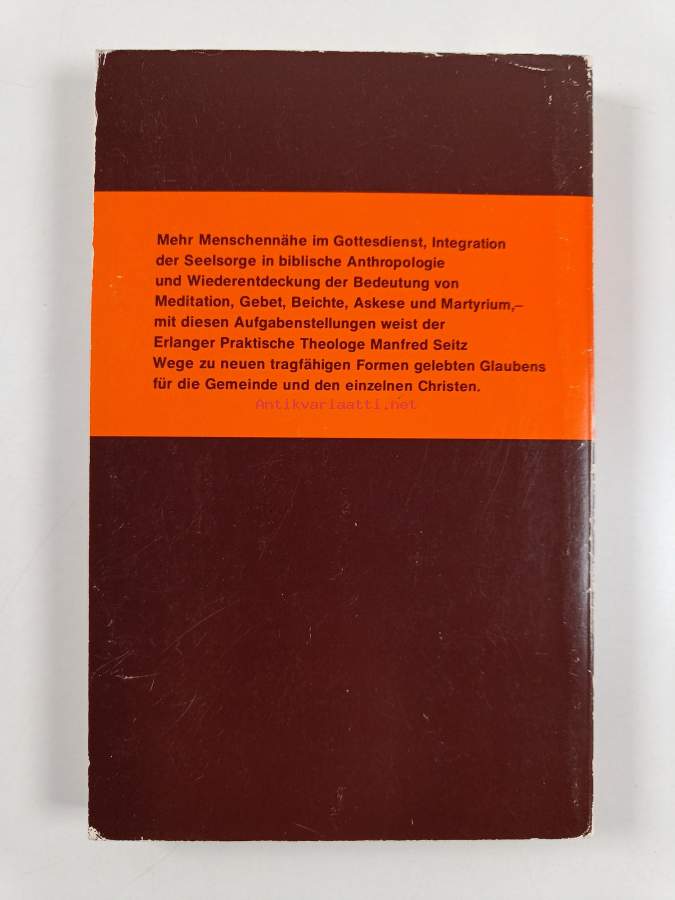 Mehr Menschennähe im Gottesdienst, Integration
der Seelsorge in biblische Anthropologie
und Wiederentdeckung der Bedeutung von
Meditation, Gebet, Beichte, Askese und Martyrium,–
mit diesen Aufgabenstellungen weist der
Erlanger Praktische Theologe Manfred Seitz
Wege zu neuen tragfähigen Formen gelebten Glaubens
für die Gemeinde und den einzelnen Christen.
Antikvariaatti.net